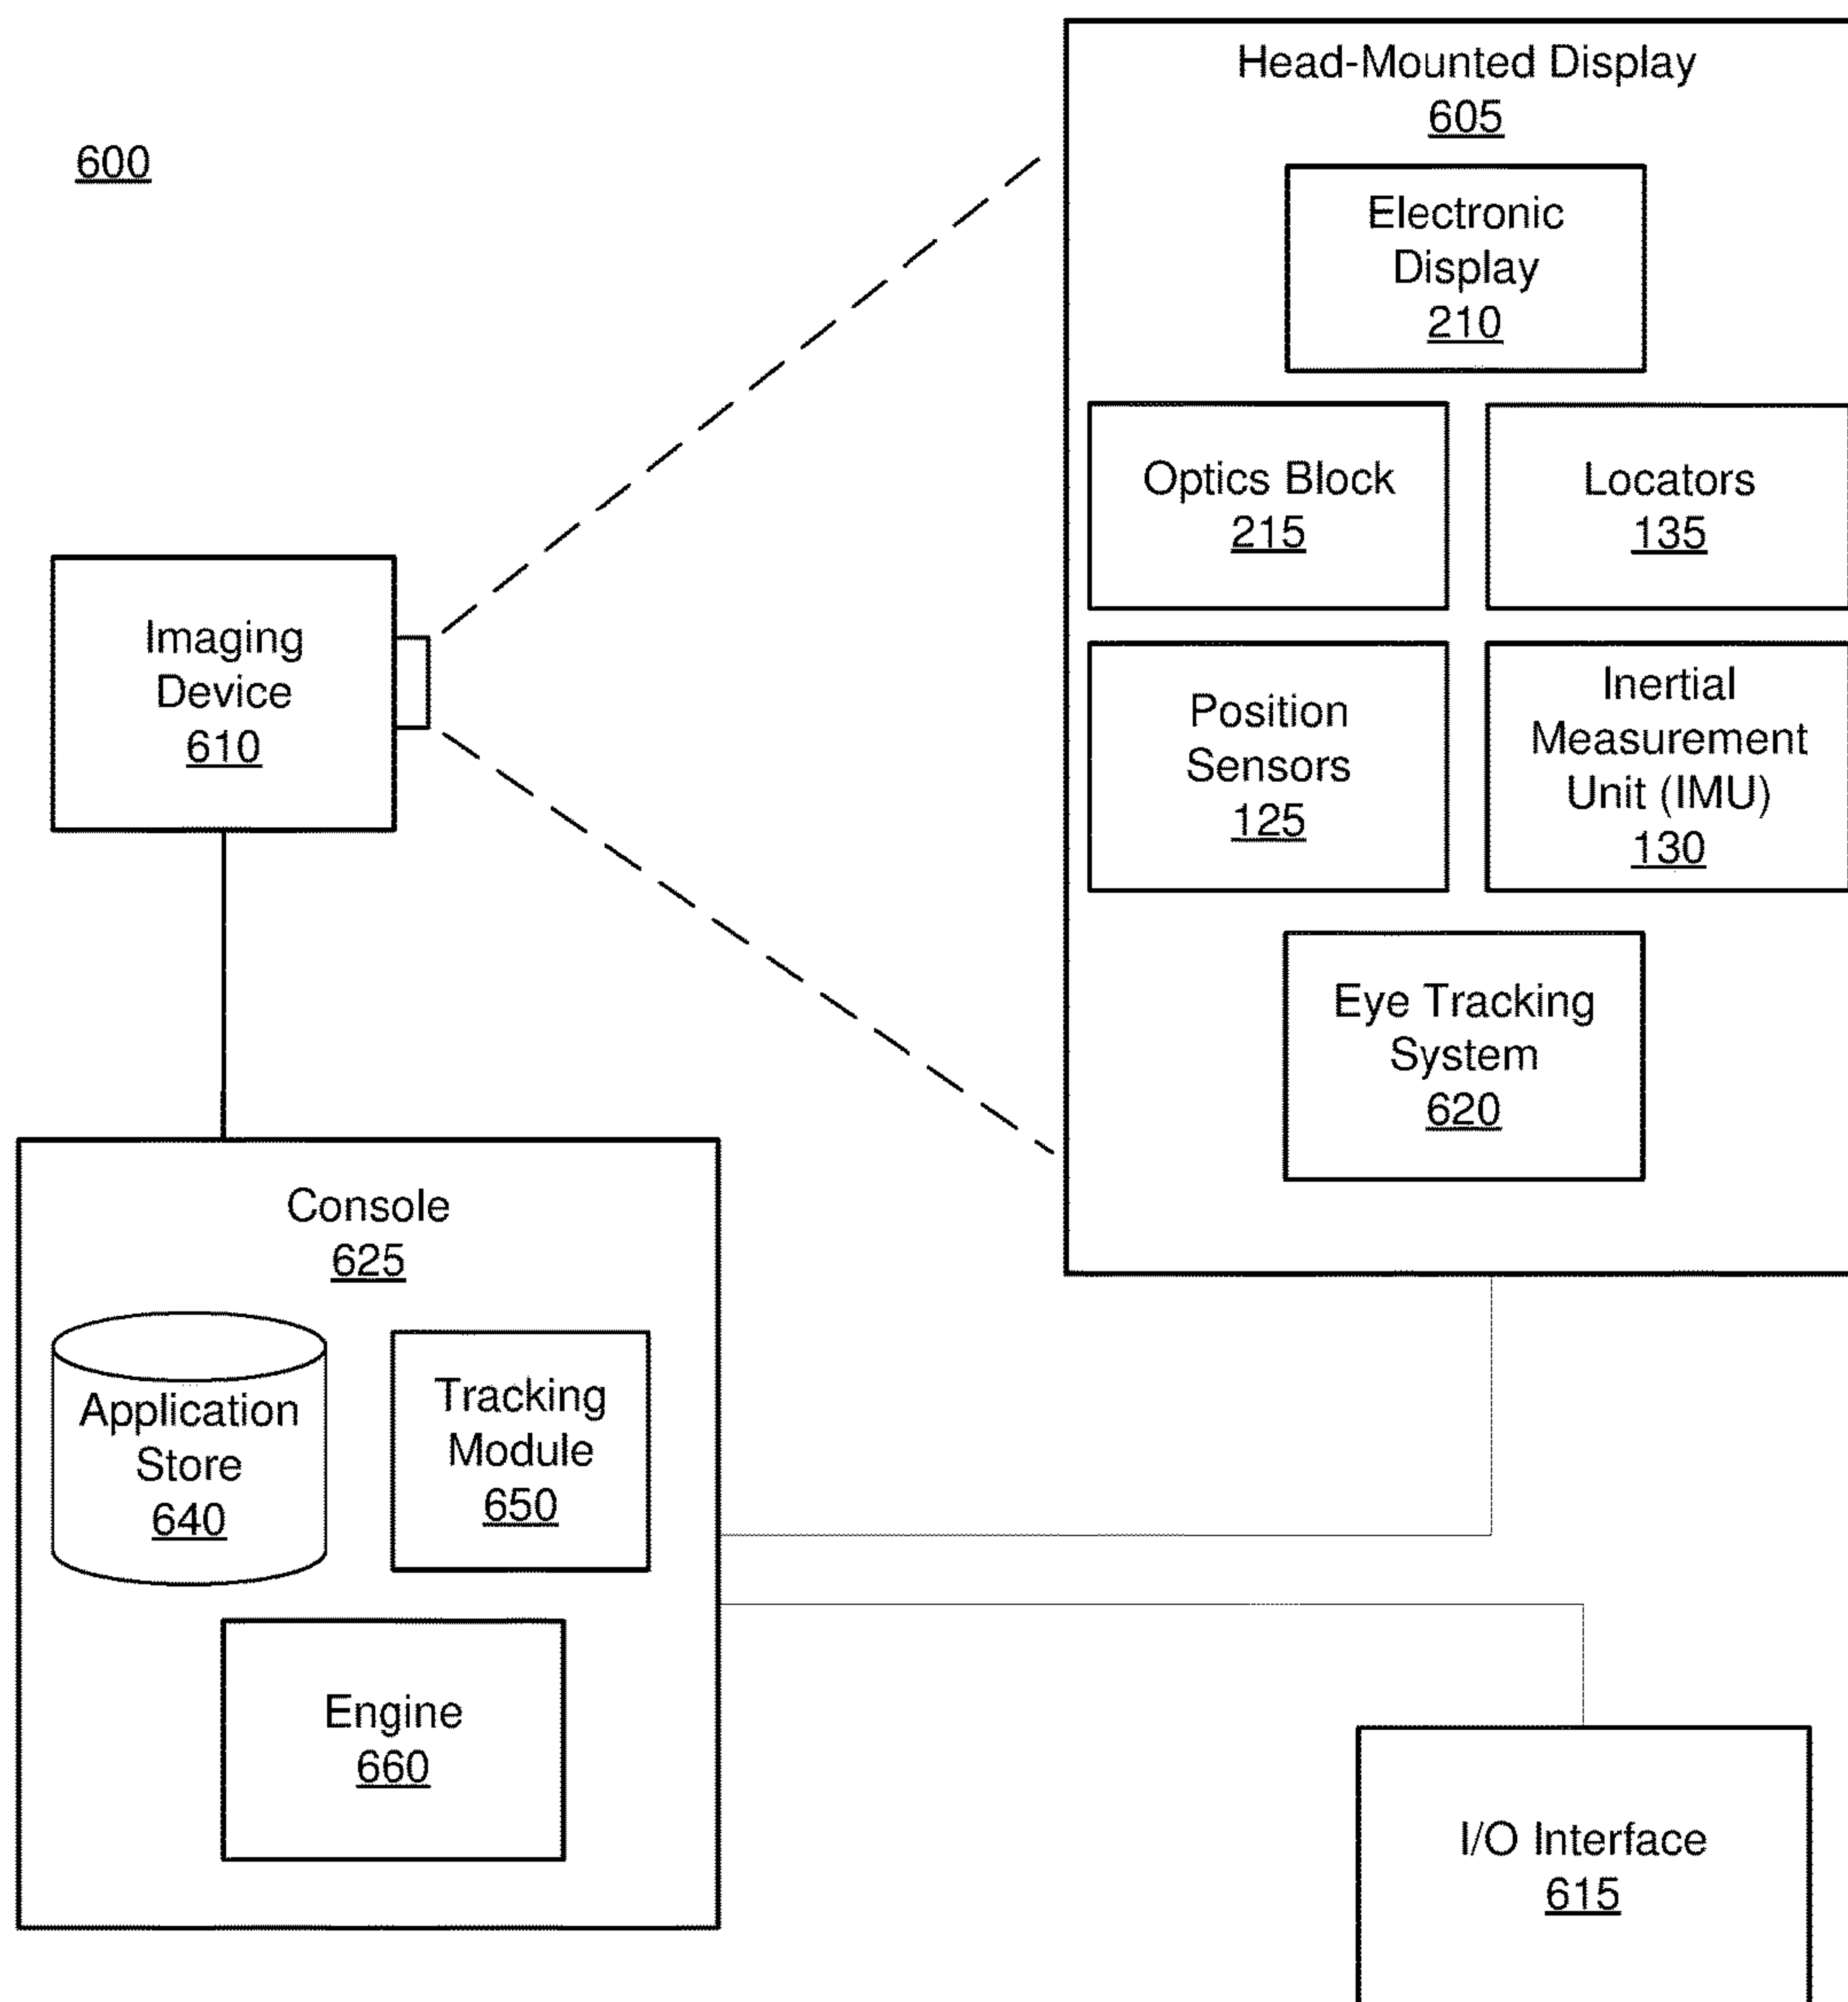 600
Head-Mounted Display
605
Electronic
Display
210
Optics Block
215
Locators
135
Position
Sensors
125
Inertial
Measurement
Unit (IMU)
130
Eye Tracking
System
620
Imaging
Device
610
Console
625
Application
Store
640
Tracking
Module
650
Engine
660
I/O Interface
615